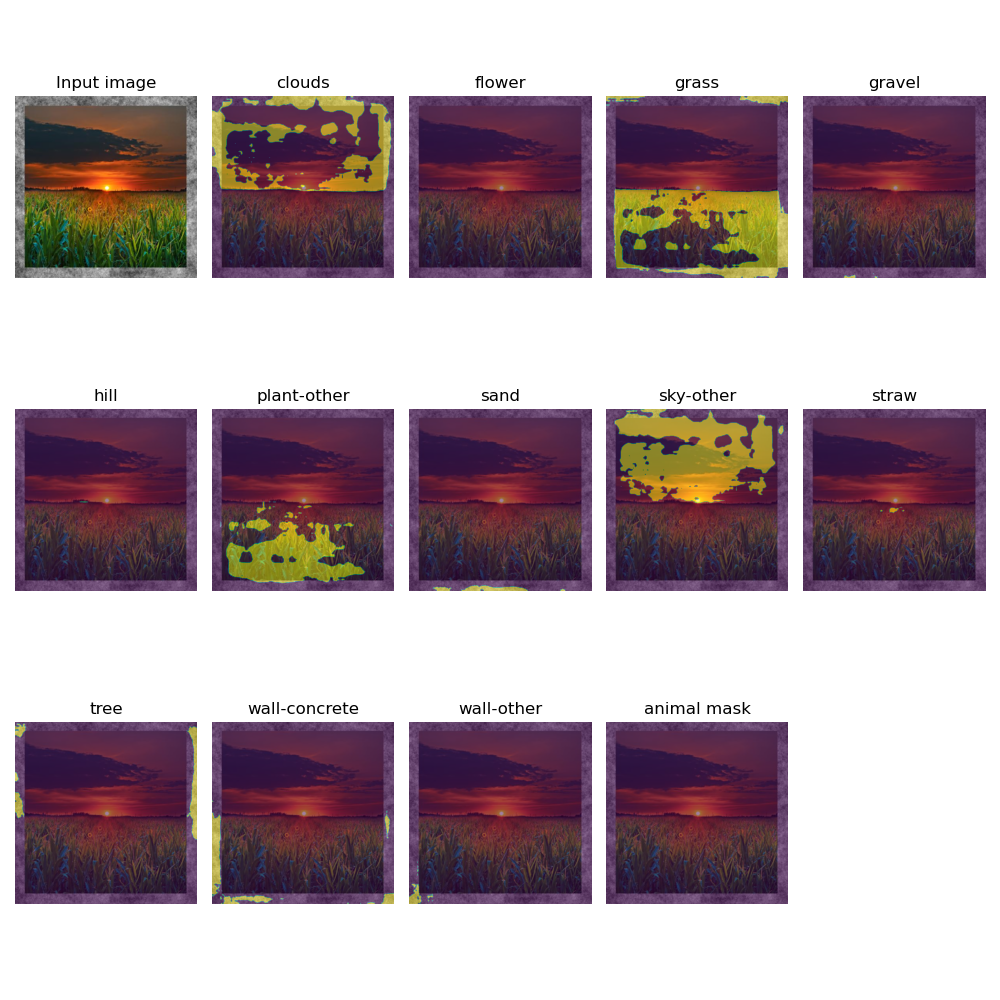 Input image
clouds
flower
grass
gravel
hill
plant-other
sand
sky-other
straw
tree
wall-concrete
wall-other
animal mask